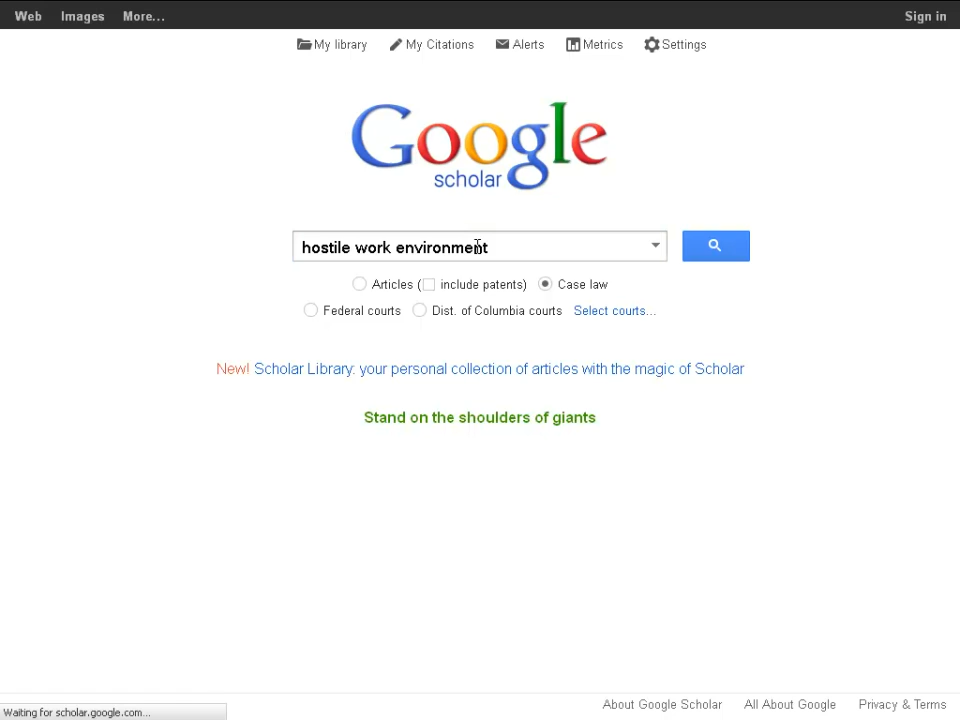 Web Images More... Sign in
My library My Citations Alerts Metrics Settings
Google
scholar
hostile work environment
Articles ( include patents) Case law
Federal courts Dist. of Columbia courts Select courts...
New! Scholar Library: your personal collection of articles with the magic of Scholar
Stand on the shoulders of giants
About Google Scholar All About Google Privacy & Terms
Waiting for scholar.google.com...